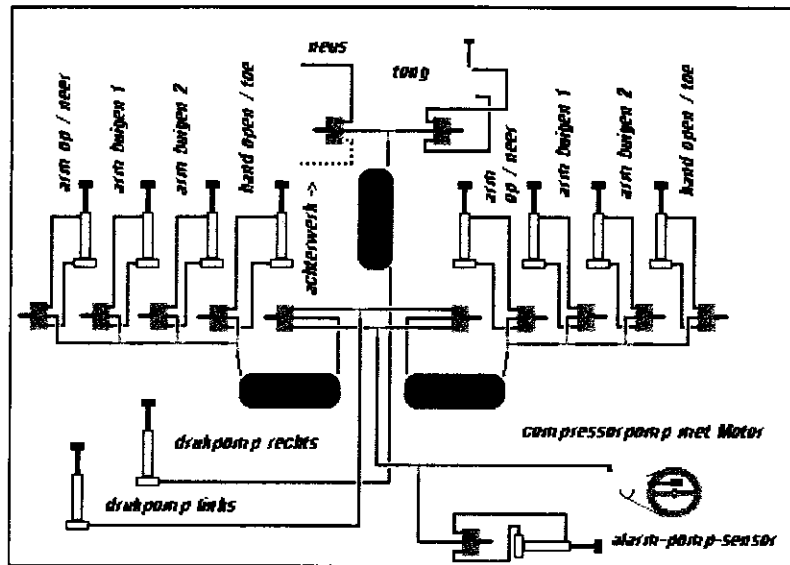 neus
tong
arm op / neer
arm buigen 1
arm buigen 2
hand open / toe
achterwerk ->
arm
op / neer
arm buigen 1
arm buigen 2
hand open / toe
drukpomp rechts
drukpomp links
compressorpomp met Motor
alarm-pomp-sensor